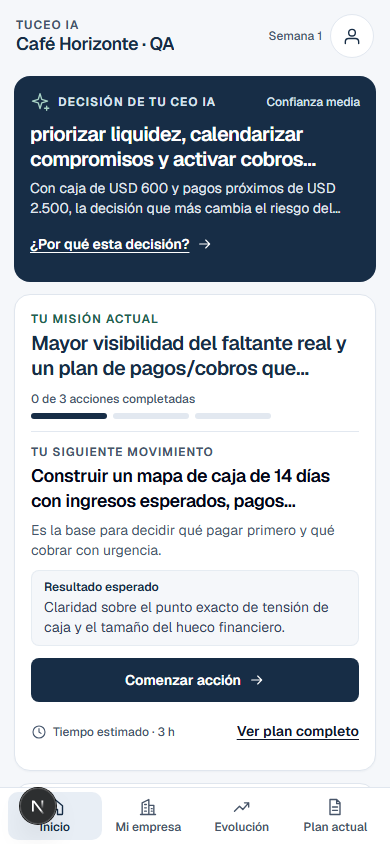 TUCEO IA
Café Horizonte · QA
Semana 1
DECISIÓN DE TU CEO IA
Confianza media
priorizar liquidez, calendarizar
compromisos y activar cobros...
Con caja de USD 600 y pagos próximos de USD
2.500, la decisión que más cambia el riesgo del...
¿Por qué esta decisión? →
TU MISIÓN ACTUAL
Mayor visibilidad del faltante real y
un plan de pagos/cobros que...
0 de 3 acciones completadas
TU SIGUIENTE MOVIMIENTO
Construir un mapa de caja de 14 días
con ingresos esperados, pagos...
Es la base para decidir qué pagar primero y qué
cobrar con urgencia.
Resultado esperado
Claridad sobre el punto exacto de tensión de
caja y el tamaño del hueco financiero.
Comenzar acción →
Tiempo estimado · 3 h
Ver plan completo
N
Inicio
Mi empresa
Evolución
Plan actual